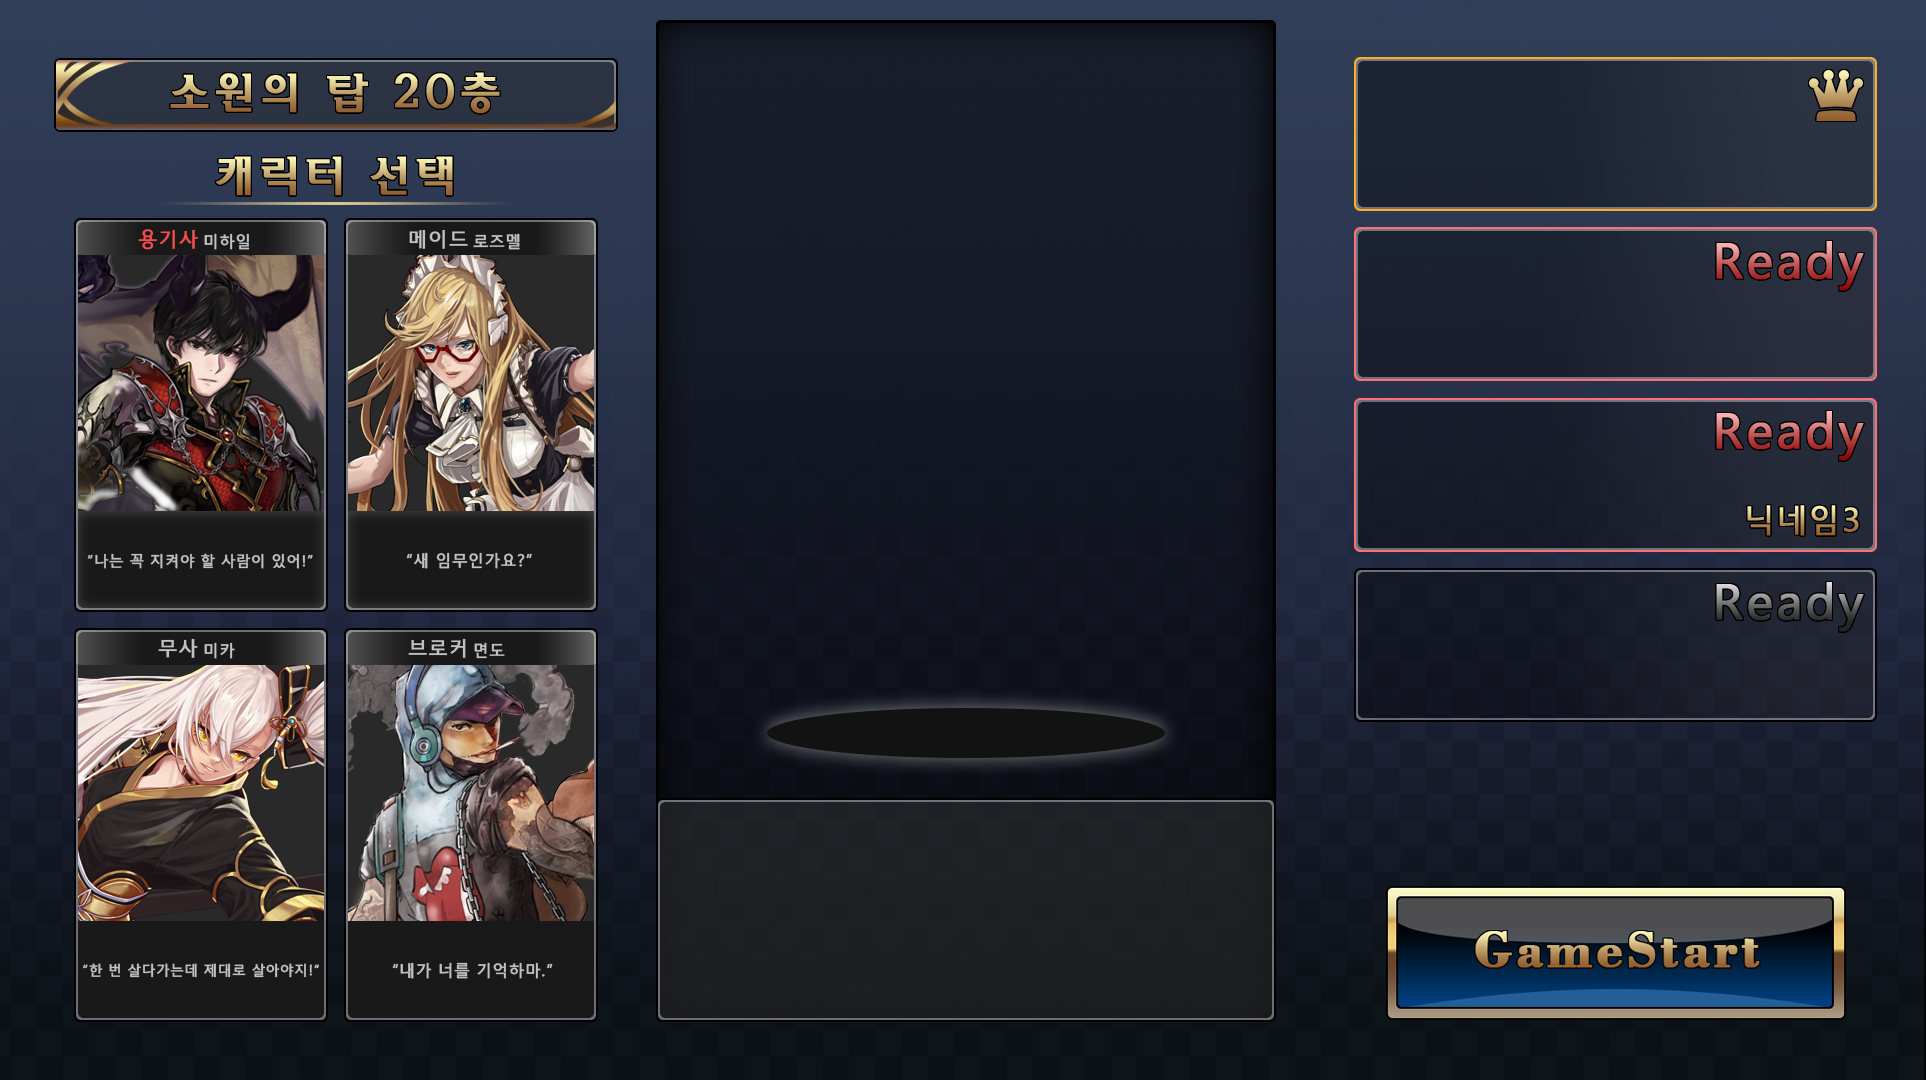 소원의 탑 20층
캐릭터 선택
용기사 미하일
"나는 꼭 지켜야 할 사람이 있어!"
메이드 로즈멜
"새 임무인가요?"
무사 미카
"한 번 살다가는데 제대로 살아야지!"
브로커 면도
"내가 너를 기억하마."
Ready
Ready
닉네임3
Ready
GameStart